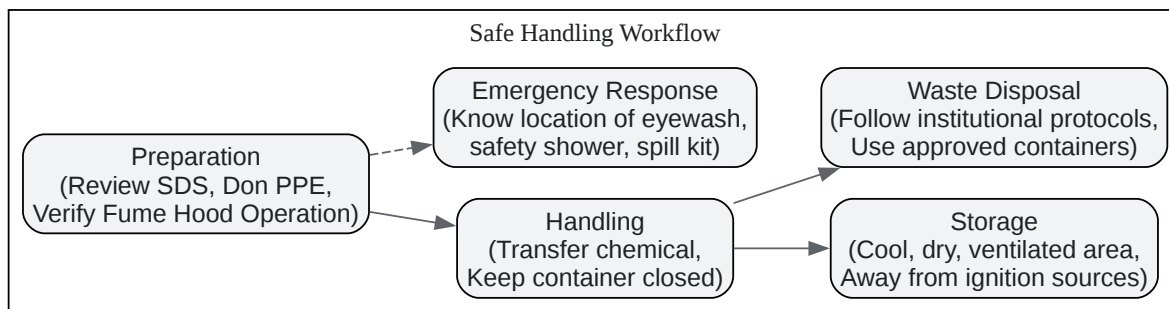 Safe Handling Workflow
Preparation
(Review SDS, Don PPE,
Verify Fume Hood Operation)
Emergency Response
(Know location of eyewash,
safety shower, spill kit)
Handling
(Transfer chemical,
Keep container closed)
Waste Disposal
(Follow institutional protocols,
Use approved containers)
Storage
(Cool, dry, ventilated area,
Away from ignition sources)